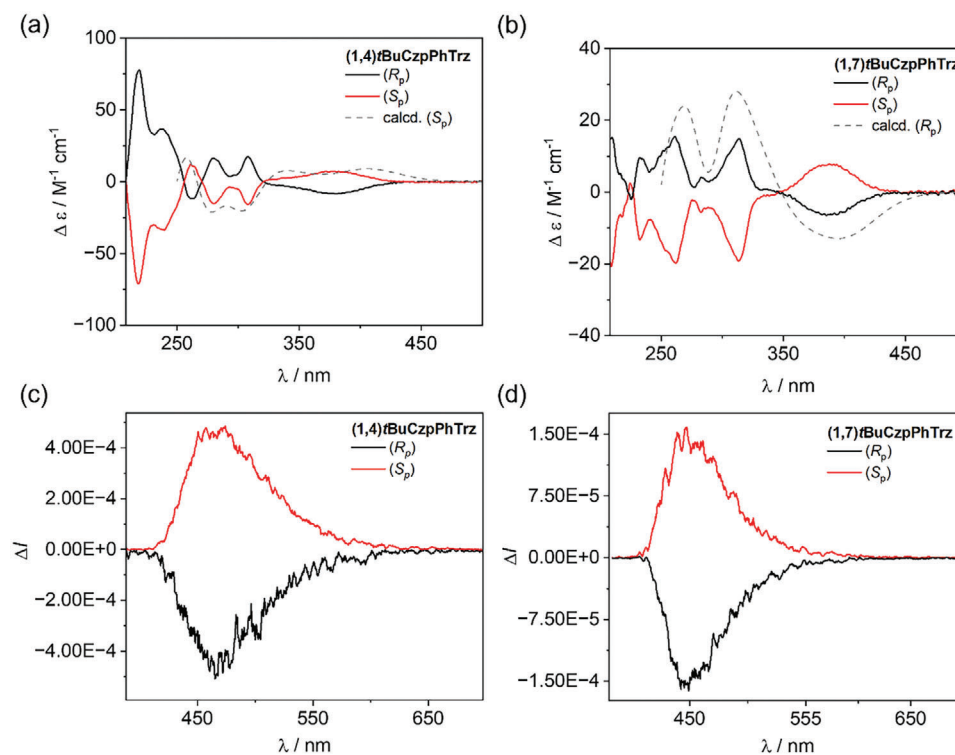 (a)
(1,4)tBuCzpPhTrz
(Rp)
(Sp)
calcd. (Sp)
100
50
0
−50
−100
Δ ε / M⁻¹ cm⁻¹
250
350
450
λ / nm
(b)
(1,7)tBuCzpPhTrz
(Rp)
(Sp)
calcd. (Rp)
40
20
0
−20
−40
Δ ε / M⁻¹ cm⁻¹
250
350
450
λ / nm
(c)
(1,4)tBuCzpPhTrz
(Rp)
(Sp)
4.00E−4
2.00E−4
0.00E+0
−2.00E−4
−4.00E−4
ΔI
450
550
650
λ / nm
(d)
(1,7)tBuCzpPhTrz
(Rp)
(Sp)
1.50E−4
7.50E−5
0.00E+0
−7.50E−5
−1.50E−4
ΔI
450
555
650
λ / nm